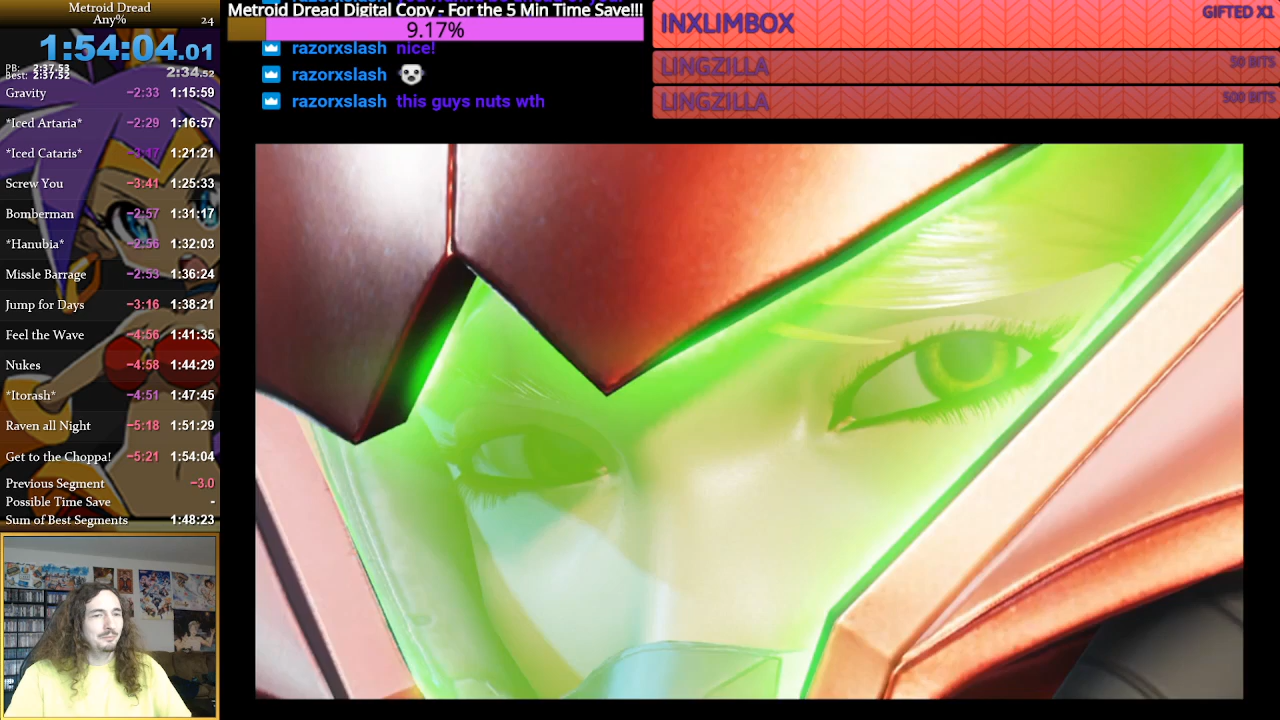 Metroid Dread
Any%
24
1:54:04.01
PB: 2:37.53
Best: 2:37.52
2:34.52
Gravity −2:33 1:15:59
*Iced Artaria* −2:29 1:16:57
*Iced Cataris* −3:17 1:21:21
Screw You −3:41 1:25:33
Bomberman −2:57 1:31:17
*Hanubia* −2:56 1:32:03
Missle Barrage −2:53 1:36:24
Jump for Days −3:16 1:38:21
Feel the Wave −4:56 1:41:35
Nukes −4:58 1:44:29
*Itorash* −4:51 1:47:45
Raven all Night −5:18 1:51:29
Get to the Choppa! −5:21 1:54:04
Previous Segment −3.0
Possible Time Save -
Sum of Best Segments 1:48:23
Metroid Dread Digital Copy - For the 5 Min Time Save!!!
9.17%
razorxslash nice!
razorxslash
razorxslash this guys nuts wth
INXLIMBOX GIFTED X1
LINGZILLA 50 BITS
LINGZILLA 500 BITS